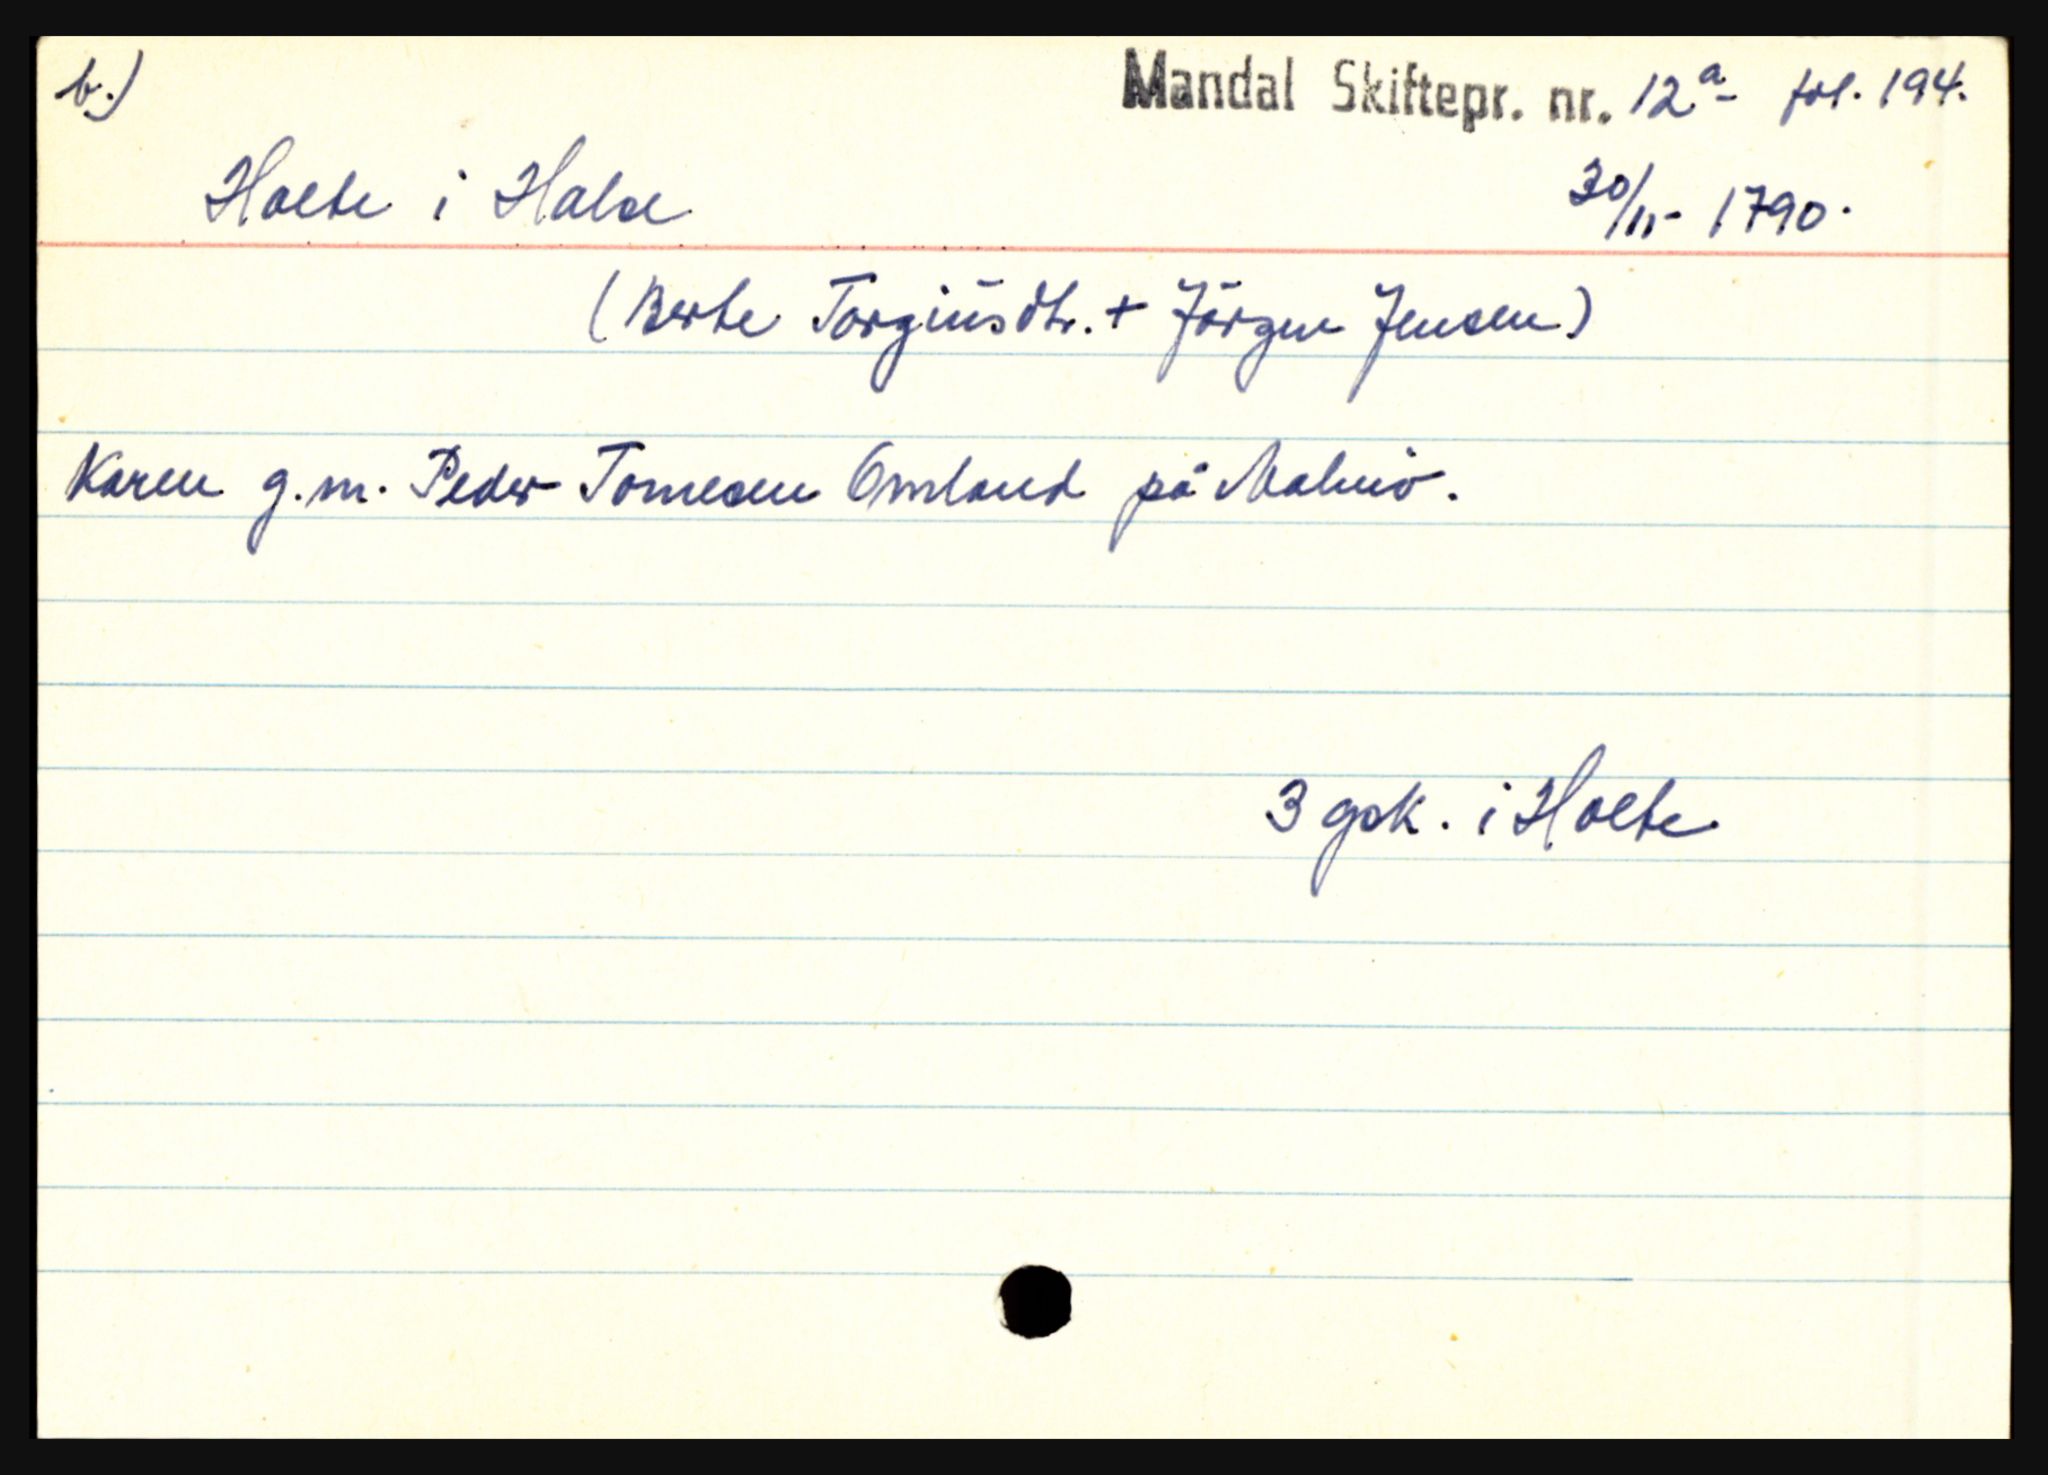 b.)
Mandal Skiftepr. nr. 12a- fol. 194.
Holte i Halse
30/11- 1790.
(Berte Torgiusdtr. + Jörgen Jensen)
Karen g.m. Peder Tomesen Omland på Malmö.
3 gsk. i Holte